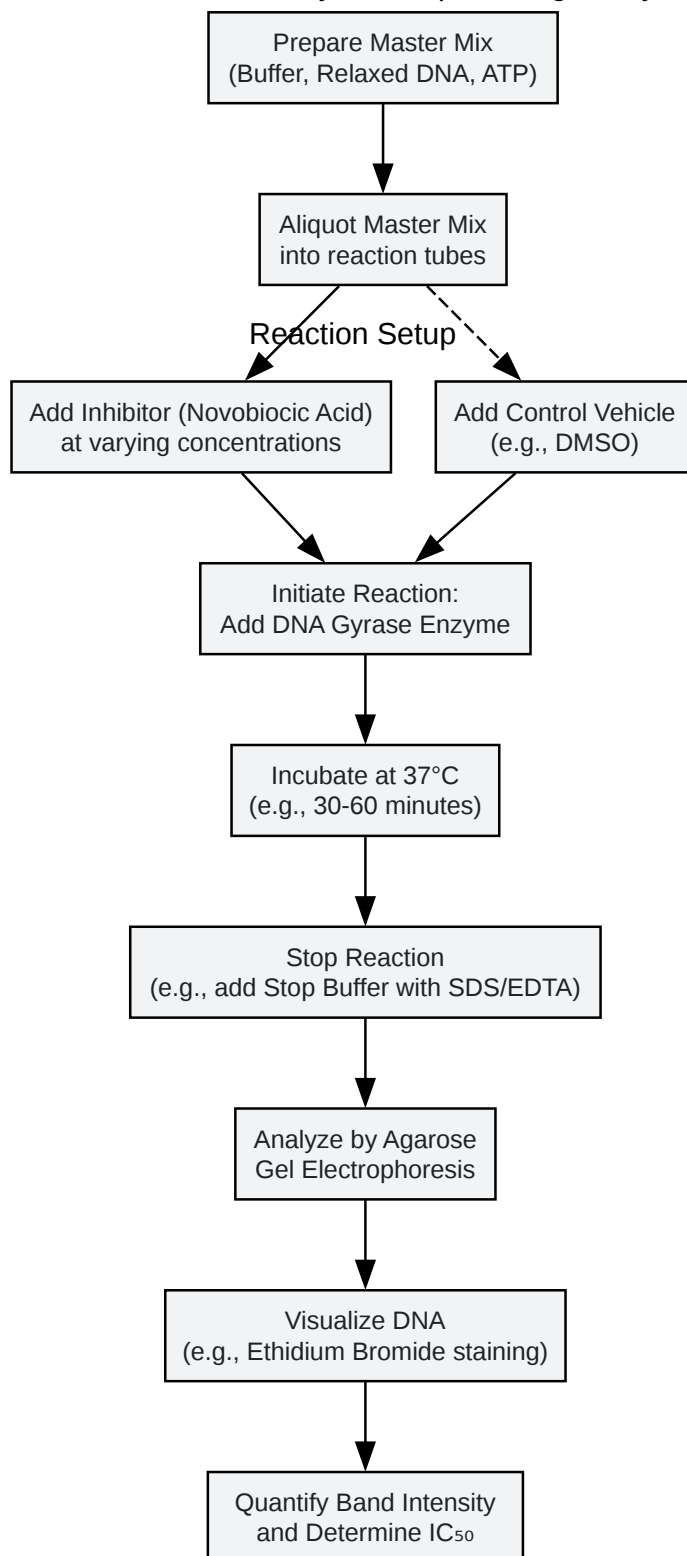 Prepare Master Mix
(Buffer, Relaxed DNA, ATP)
Aliquot Master Mix
into reaction tubes
Reaction Setup
Add Inhibitor (Novobiocic Acid)
at varying concentrations
Add Control Vehicle
(e.g., DMSO)
Initiate Reaction:
Add DNA Gyrase Enzyme
Incubate at 37°C
(e.g., 30-60 minutes)
Stop Reaction
(e.g., add Stop Buffer with SDS/EDTA)
Analyze by Agarose
Gel Electrophoresis
Visualize DNA
(e.g., Ethidium Bromide staining)
Quantify Band Intensity
and Determine IC₅₀